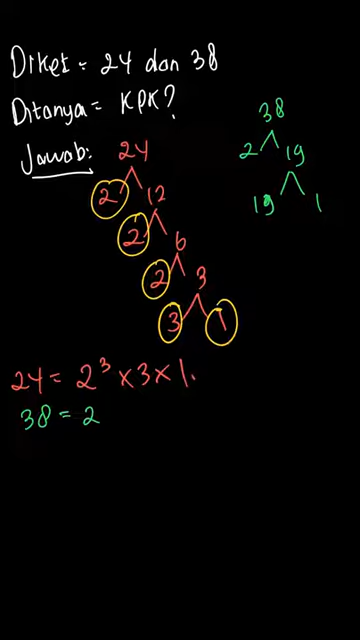 Diket = 24 dan 38
Ditanya = KPK?
Jawab:
24
2 12
2 6
2 3
3 1
38
2 19
19 1
24 = 2³ × 3 × 1.
38 = 2